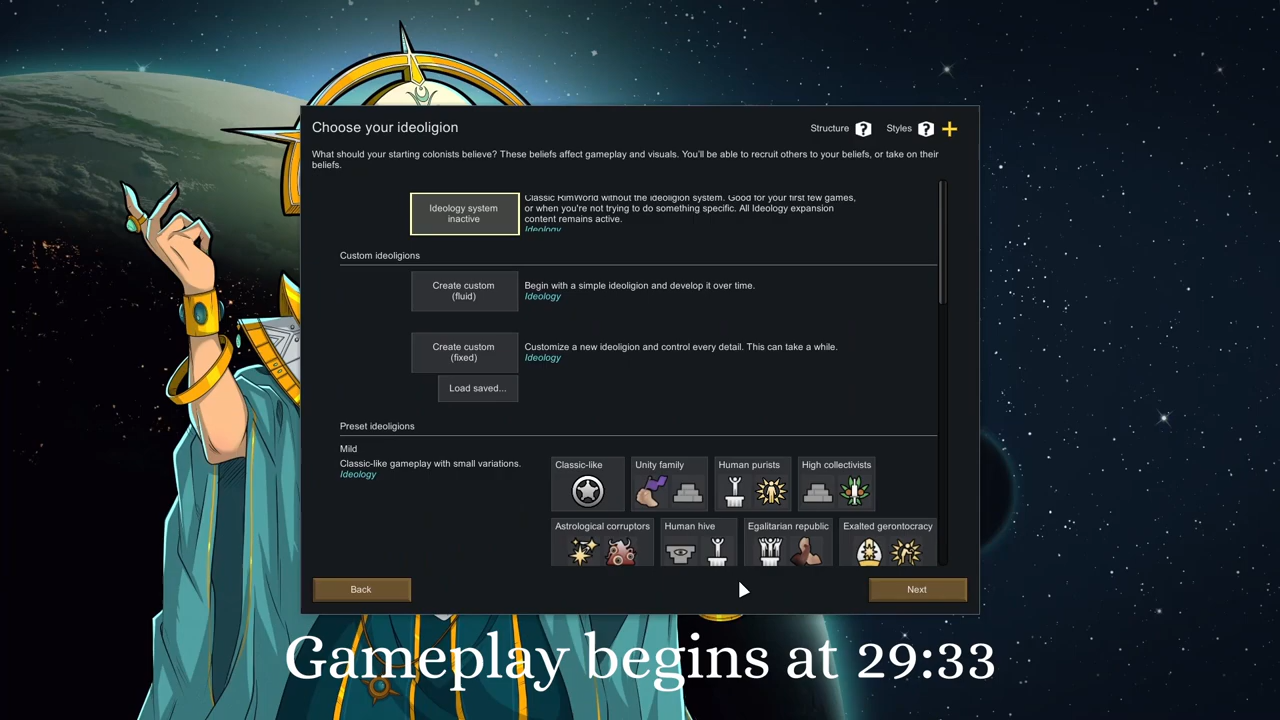 Choose your ideoligion
Structure
Styles
What should your starting colonists believe? These beliefs affect gameplay and visuals. You'll be able to recruit others to your beliefs, or take on their
beliefs.
Ideology system
inactive
Classic RimWorld without the ideoligion system. Good for your first few games,
or when you're not trying to do something specific. All Ideology expansion
content remains active.
Ideology
Custom ideoligions
Create custom
(fluid)
Begin with a simple ideoligion and develop it over time.
Ideology
Create custom
(fixed)
Customize a new ideoligion and control every detail. This can take a while.
Ideology
Load saved...
Preset ideoligions
Mild
Classic-like gameplay with small variations.
Ideology
Classic-like
Unity family
Human purists
High collectivists
Astrological corruptors
Human hive
Egalitarian republic
Exalted gerontocracy
Back
Next
Gameplay begins at 29:33